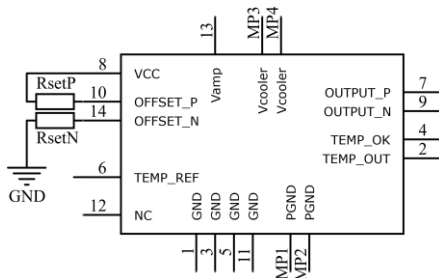 13
MP3
MP4
8
VCC
Vamp
Vcooler
Vcooler
RsetP
10
OFFSET_P
OUTPUT_P
7
14
OFFSET_N
OUTPUT_N
9
RsetN
TEMP_OK
4
TEMP_OUT
2
GND
6
TEMP_REF
12
NC
GND
GND
GND
GND
PGND
PGND
1
3
5
11
MP1
MP2